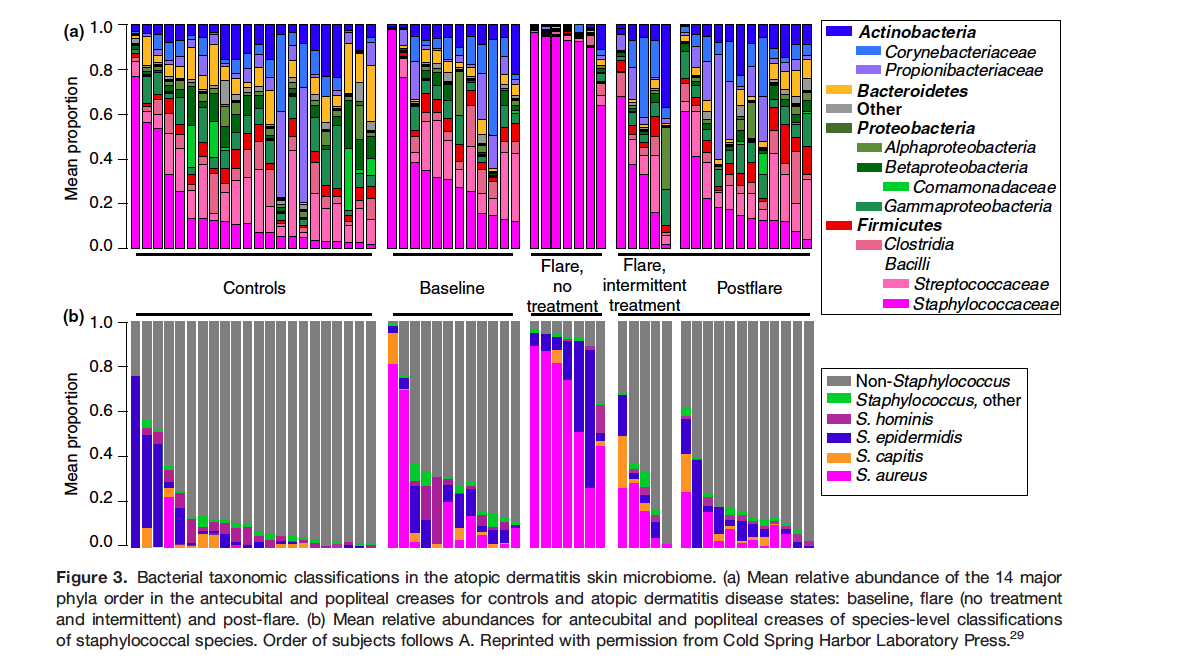 (a)
1.0
0.8
0.6
0.4
0.2
0.0
Mean proportion
Controls
Baseline
Flare,
no
treatment
Flare,
intermittent
treatment
Postflare
Actinobacteria
Corynebacteriaceae
Propionibacteriaceae
Bacteroidetes
Other
Proteobacteria
Alphaproteobacteria
Betaproteobacteria
Comamonadaceae
Gammaproteobacteria
Firmicutes
Clostridia
Bacilli
Streptococcaceae
Staphylococcaceae
(b)
1.0
0.8
0.6
0.4
0.2
0.0
Mean proportion
Non-Staphylococcus
Staphylococcus, other
S. hominis
S. epidermidis
S. capitis
S. aureus
Figure 3. Bacterial taxonomic classifications in the atopic dermatitis skin microbiome. (a) Mean relative abundance of the 14 major
phyla order in the antecubital and popliteal creases for controls and atopic dermatitis disease states: baseline, flare (no treatment
and intermittent) and post-flare. (b) Mean relative abundances for antecubital and popliteal creases of species-level classifications
of staphylococcal species. Order of subjects follows A. Reprinted with permission from Cold Spring Harbor Laboratory Press.29